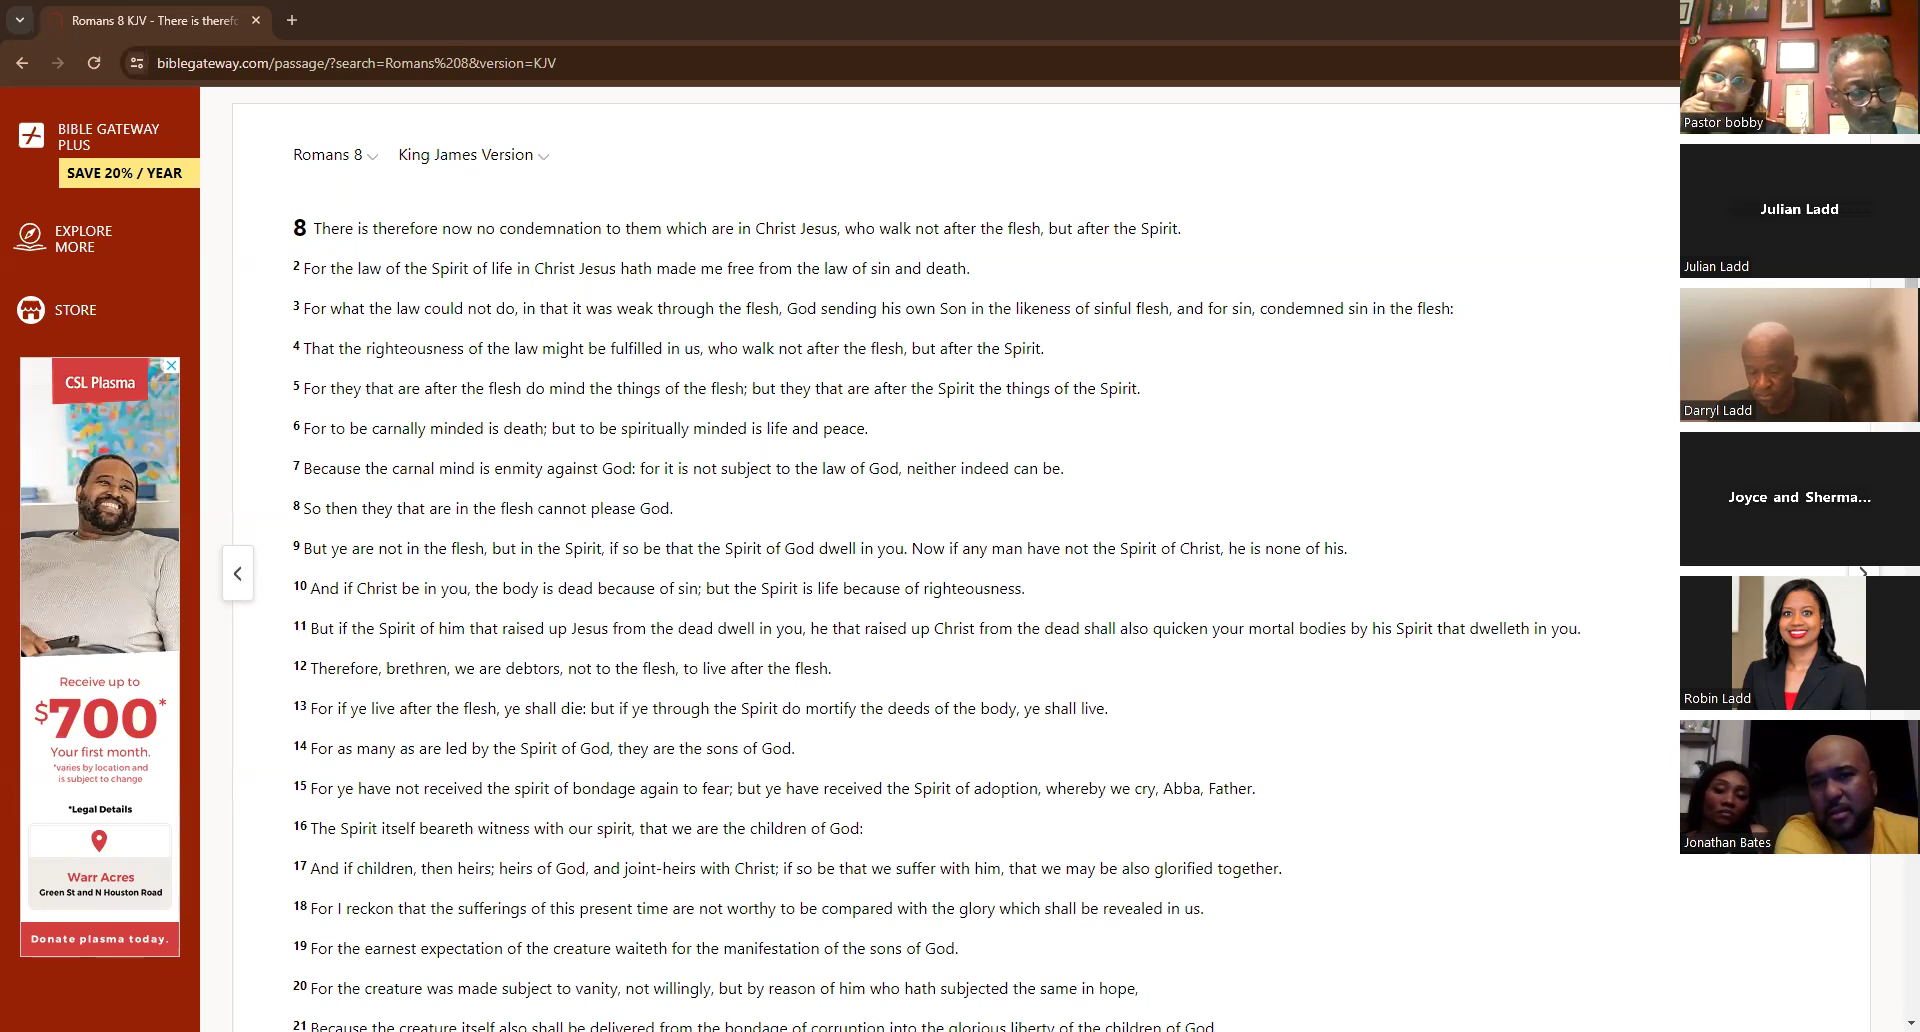 Romans 8 KJV - There is theref
biblegateway.com/passage/?search=Romans%208&version=KJV
BIBLE GATEWAY
PLUS
SAVE 20% / YEAR
EXPLORE
MORE
STORE
CSL Plasma
Receive up to
$700*
Your first month.
*varies by location and
is subject to change
*Legal Details
Warr Acres
Green St and N Houston Road
Donate plasma today.
Romans 8 King James Version
8 There is therefore now no condemnation to them which are in Christ Jesus, who walk not after the flesh, but after the Spirit.
2 For the law of the Spirit of life in Christ Jesus hath made me free from the law of sin and death.
3 For what the law could not do, in that it was weak through the flesh, God sending his own Son in the likeness of sinful flesh, and for sin, condemned sin in the flesh:
4 That the righteousness of the law might be fulfilled in us, who walk not after the flesh, but after the Spirit.
5 For they that are after the flesh do mind the things of the flesh; but they that are after the Spirit the things of the Spirit.
6 For to be carnally minded is death; but to be spiritually minded is life and peace.
7 Because the carnal mind is enmity against God: for it is not subject to the law of God, neither indeed can be.
8 So then they that are in the flesh cannot please God.
9 But ye are not in the flesh, but in the Spirit, if so be that the Spirit of God dwell in you. Now if any man have not the Spirit of Christ, he is none of his.
10 And if Christ be in you, the body is dead because of sin; but the Spirit is life because of righteousness.
11 But if the Spirit of him that raised up Jesus from the dead dwell in you, he that raised up Christ from the dead shall also quicken your mortal bodies by his Spirit that dwelleth in you.
12 Therefore, brethren, we are debtors, not to the flesh, to live after the flesh.
13 For if ye live after the flesh, ye shall die: but if ye through the Spirit do mortify the deeds of the body, ye shall live.
14 For as many as are led by the Spirit of God, they are the sons of God.
15 For ye have not received the spirit of bondage again to fear; but ye have received the Spirit of adoption, whereby we cry, Abba, Father.
16 The Spirit itself beareth witness with our spirit, that we are the children of God:
17 And if children, then heirs; heirs of God, and joint-heirs with Christ; if so be that we suffer with him, that we may be also glorified together.
18 For I reckon that the sufferings of this present time are not worthy to be compared with the glory which shall be revealed in us.
19 For the earnest expectation of the creature waiteth for the manifestation of the sons of God.
20 For the creature was made subject to vanity, not willingly, but by reason of him who hath subjected the same in hope,
21 Because the creature itself also shall be delivered from the bondage of corruption into the glorious liberty of the children of God
Pastor bobby
Julian Ladd
Julian Ladd
Darryl Ladd
Joyce and Sherma...
Robin Ladd
Jonathan Bates